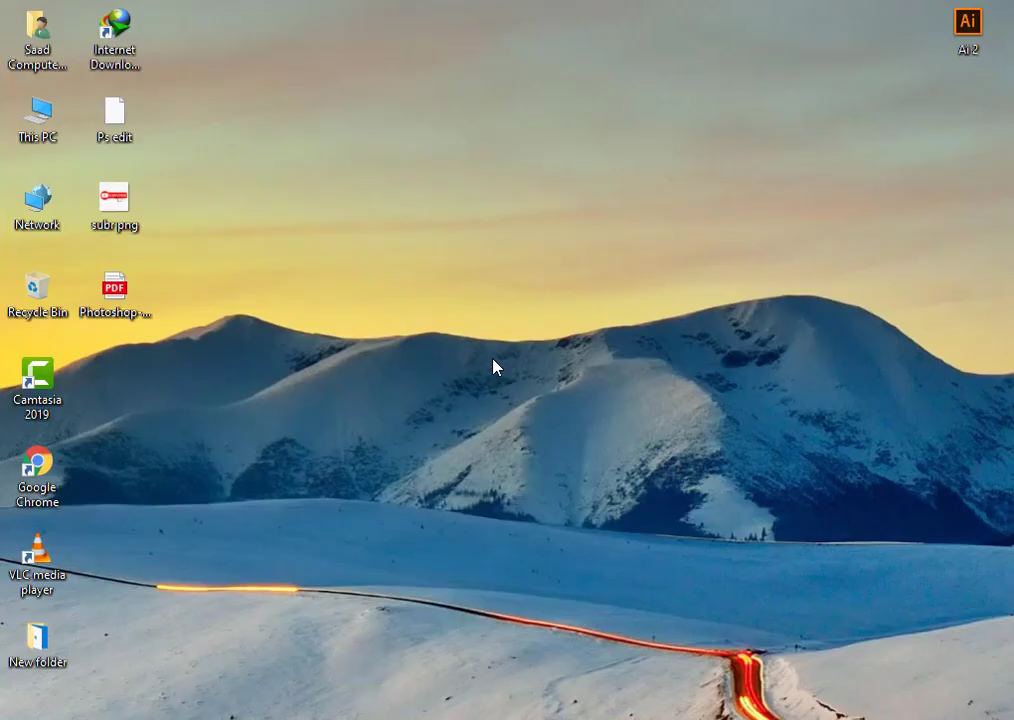 Saad
Compute...
Internet
Downlo...
Ai
Ai 2
This PC
Ps edit
Network
subr.png
Recycle Bin
PDF
Photoshop-...
Camtasia
2019
Google
Chrome
VLC media
player
New folder